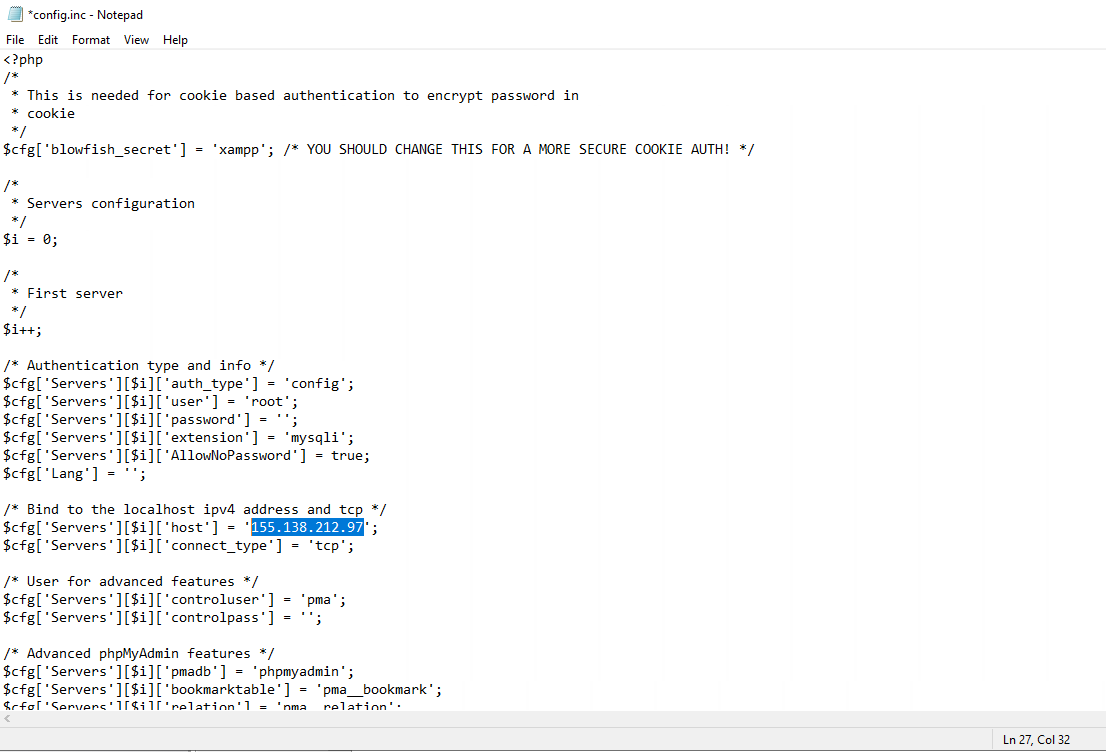 *config.inc - Notepad
File Edit Format View Help
<?php
/*
 * This is needed for cookie based authentication to encrypt password in
 * cookie
 */
$cfg['blowfish_secret'] = 'xampp'; /* YOU SHOULD CHANGE THIS FOR A MORE SECURE COOKIE AUTH! */

/*
 * Servers configuration
 */
$i = 0;

/*
 * First server
 */
$i++;

/* Authentication type and info */
$cfg['Servers'][$i]['auth_type'] = 'config';
$cfg['Servers'][$i]['user'] = 'root';
$cfg['Servers'][$i]['password'] = '';
$cfg['Servers'][$i]['extension'] = 'mysqli';
$cfg['Servers'][$i]['AllowNoPassword'] = true;
$cfg['Lang'] = '';

/* Bind to the localhost ipv4 address and tcp */
$cfg['Servers'][$i]['host'] = '155.138.212.97';
$cfg['Servers'][$i]['connect_type'] = 'tcp';

/* User for advanced features */
$cfg['Servers'][$i]['controluser'] = 'pma';
$cfg['Servers'][$i]['controlpass'] = '';

/* Advanced phpMyAdmin features */
$cfg['Servers'][$i]['pmadb'] = 'phpmyadmin';
$cfg['Servers'][$i]['bookmarktable'] = 'pma__bookmark';
$cfg['Servers'][$i]['relation'] = 'pma__relation';
Ln 27, Col 32